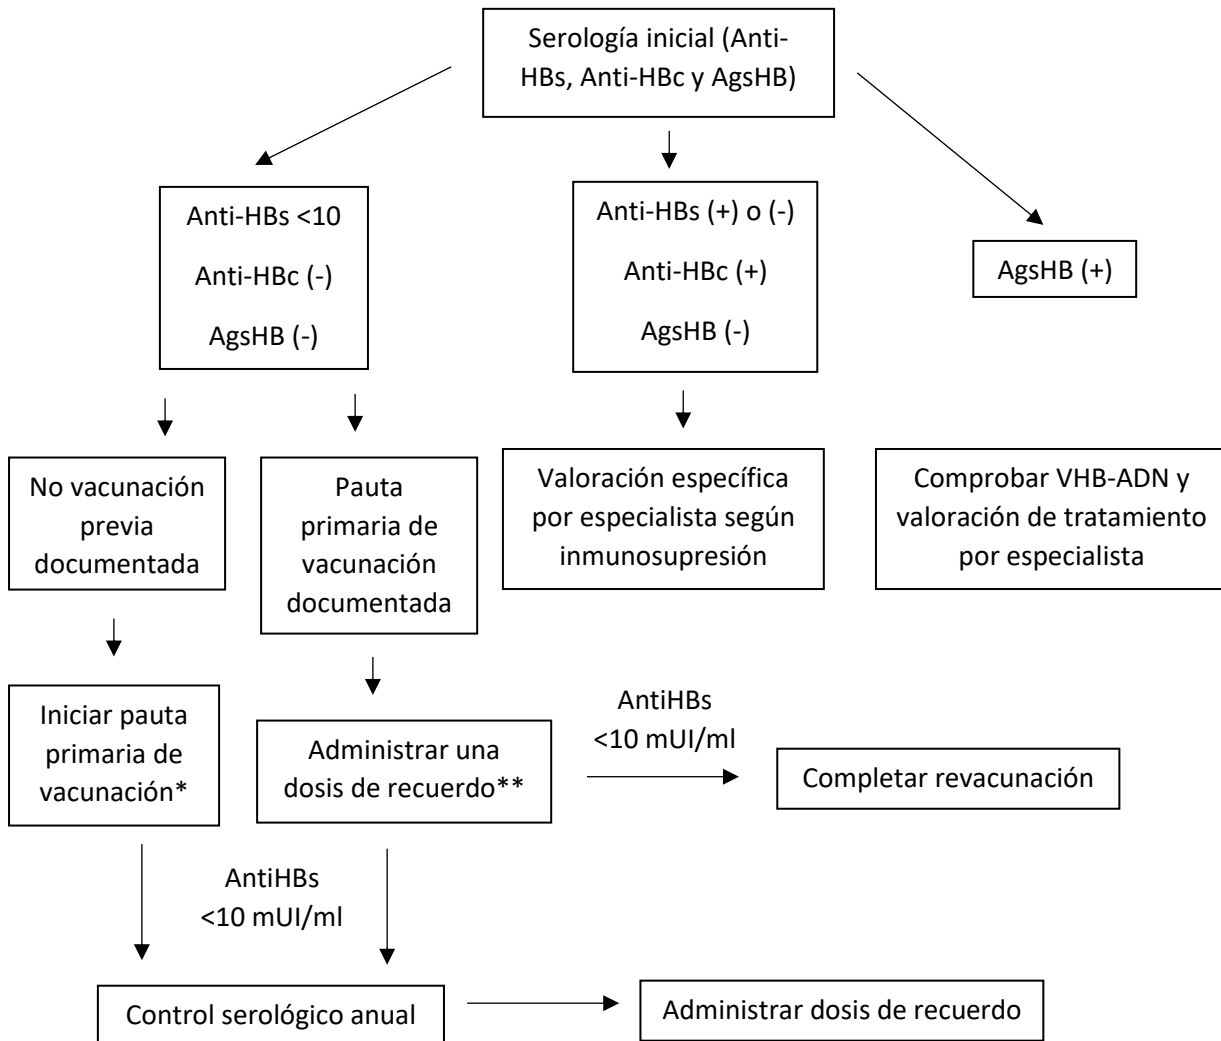 Serología inicial (Anti-
HBs, Anti-HBc y AgsHB)
Anti-HBs <10
Anti-HBc (-)
AgsHB (-)
Anti-HBs (+) o (-)
Anti-HBc (+)
AgsHB (-)
AgsHB (+)
No vacunación
previa
documentada
Pauta
primaria de
vacunación
documentada
Valoración específica
por especialista según
inmunosupresión
Comprobar VHB-ADN y
valoración de tratamiento
por especialista
Iniciar pauta
primaria de
vacunación*
Administrar una
dosis de recuerdo**
AntiHBs
<10 mUI/ml
Completar revacunación
AntiHBs
<10 mUI/ml
Control serológico anual
Administrar dosis de recuerdo